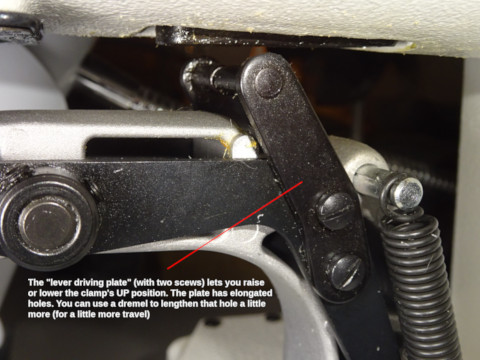 The "lever driving plate" (with two scews) lets you raise
or lower the clamp's UP position. The plate has elongated
holes. You can use a dremel to lengthen that hole a little
more (for a little more travel)